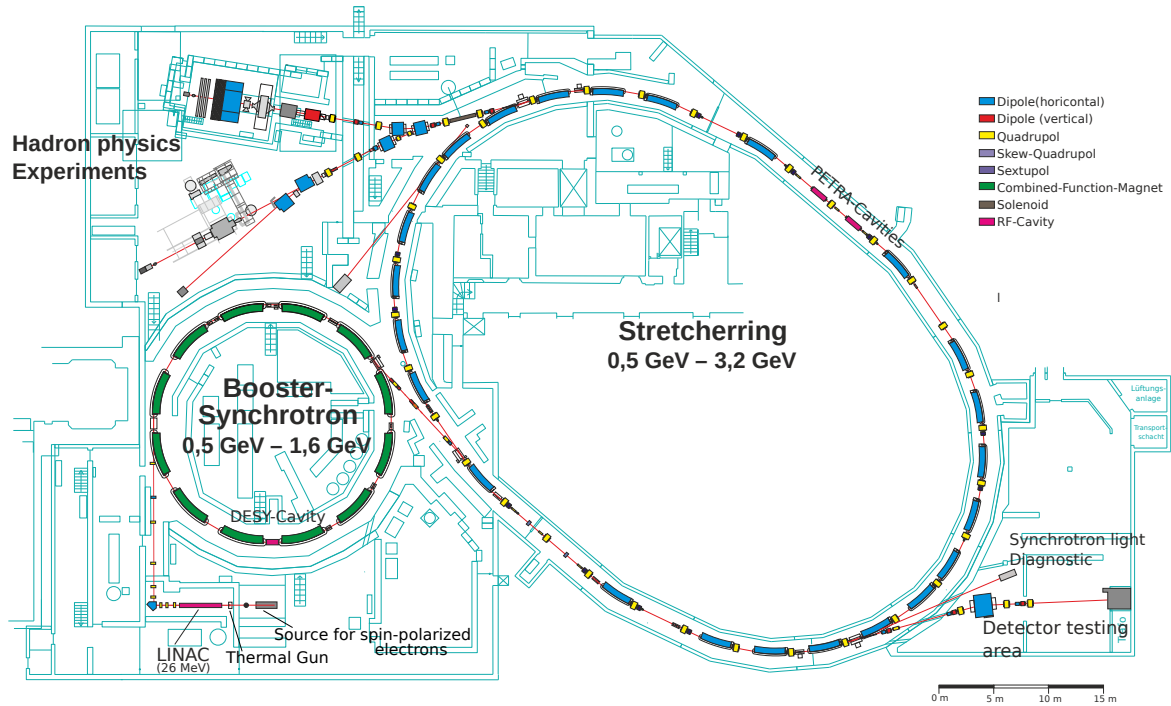 Hadron physics
Experiments
Dipole(horicontal)
Dipole (vertical)
Quadrupol
Skew-Quadrupol
Sextupol
Combined-Function-Magnet
Solenoid
RF-Cavity
PETRA Cavities
I
Stretcherring
0,5 GeV – 3,2 GeV
Booster-
Synchrotron
0,5 GeV – 1,6 GeV
Lüftungs-
anlage
Transport-
schacht
DESY-Cavity
Synchrotron light
Diagnostic
Detector testing
area
Source for spin-polarized
electrons
LINAC
(26 MeV)
Thermal Gun
0 m
5 m
10 m
15 m